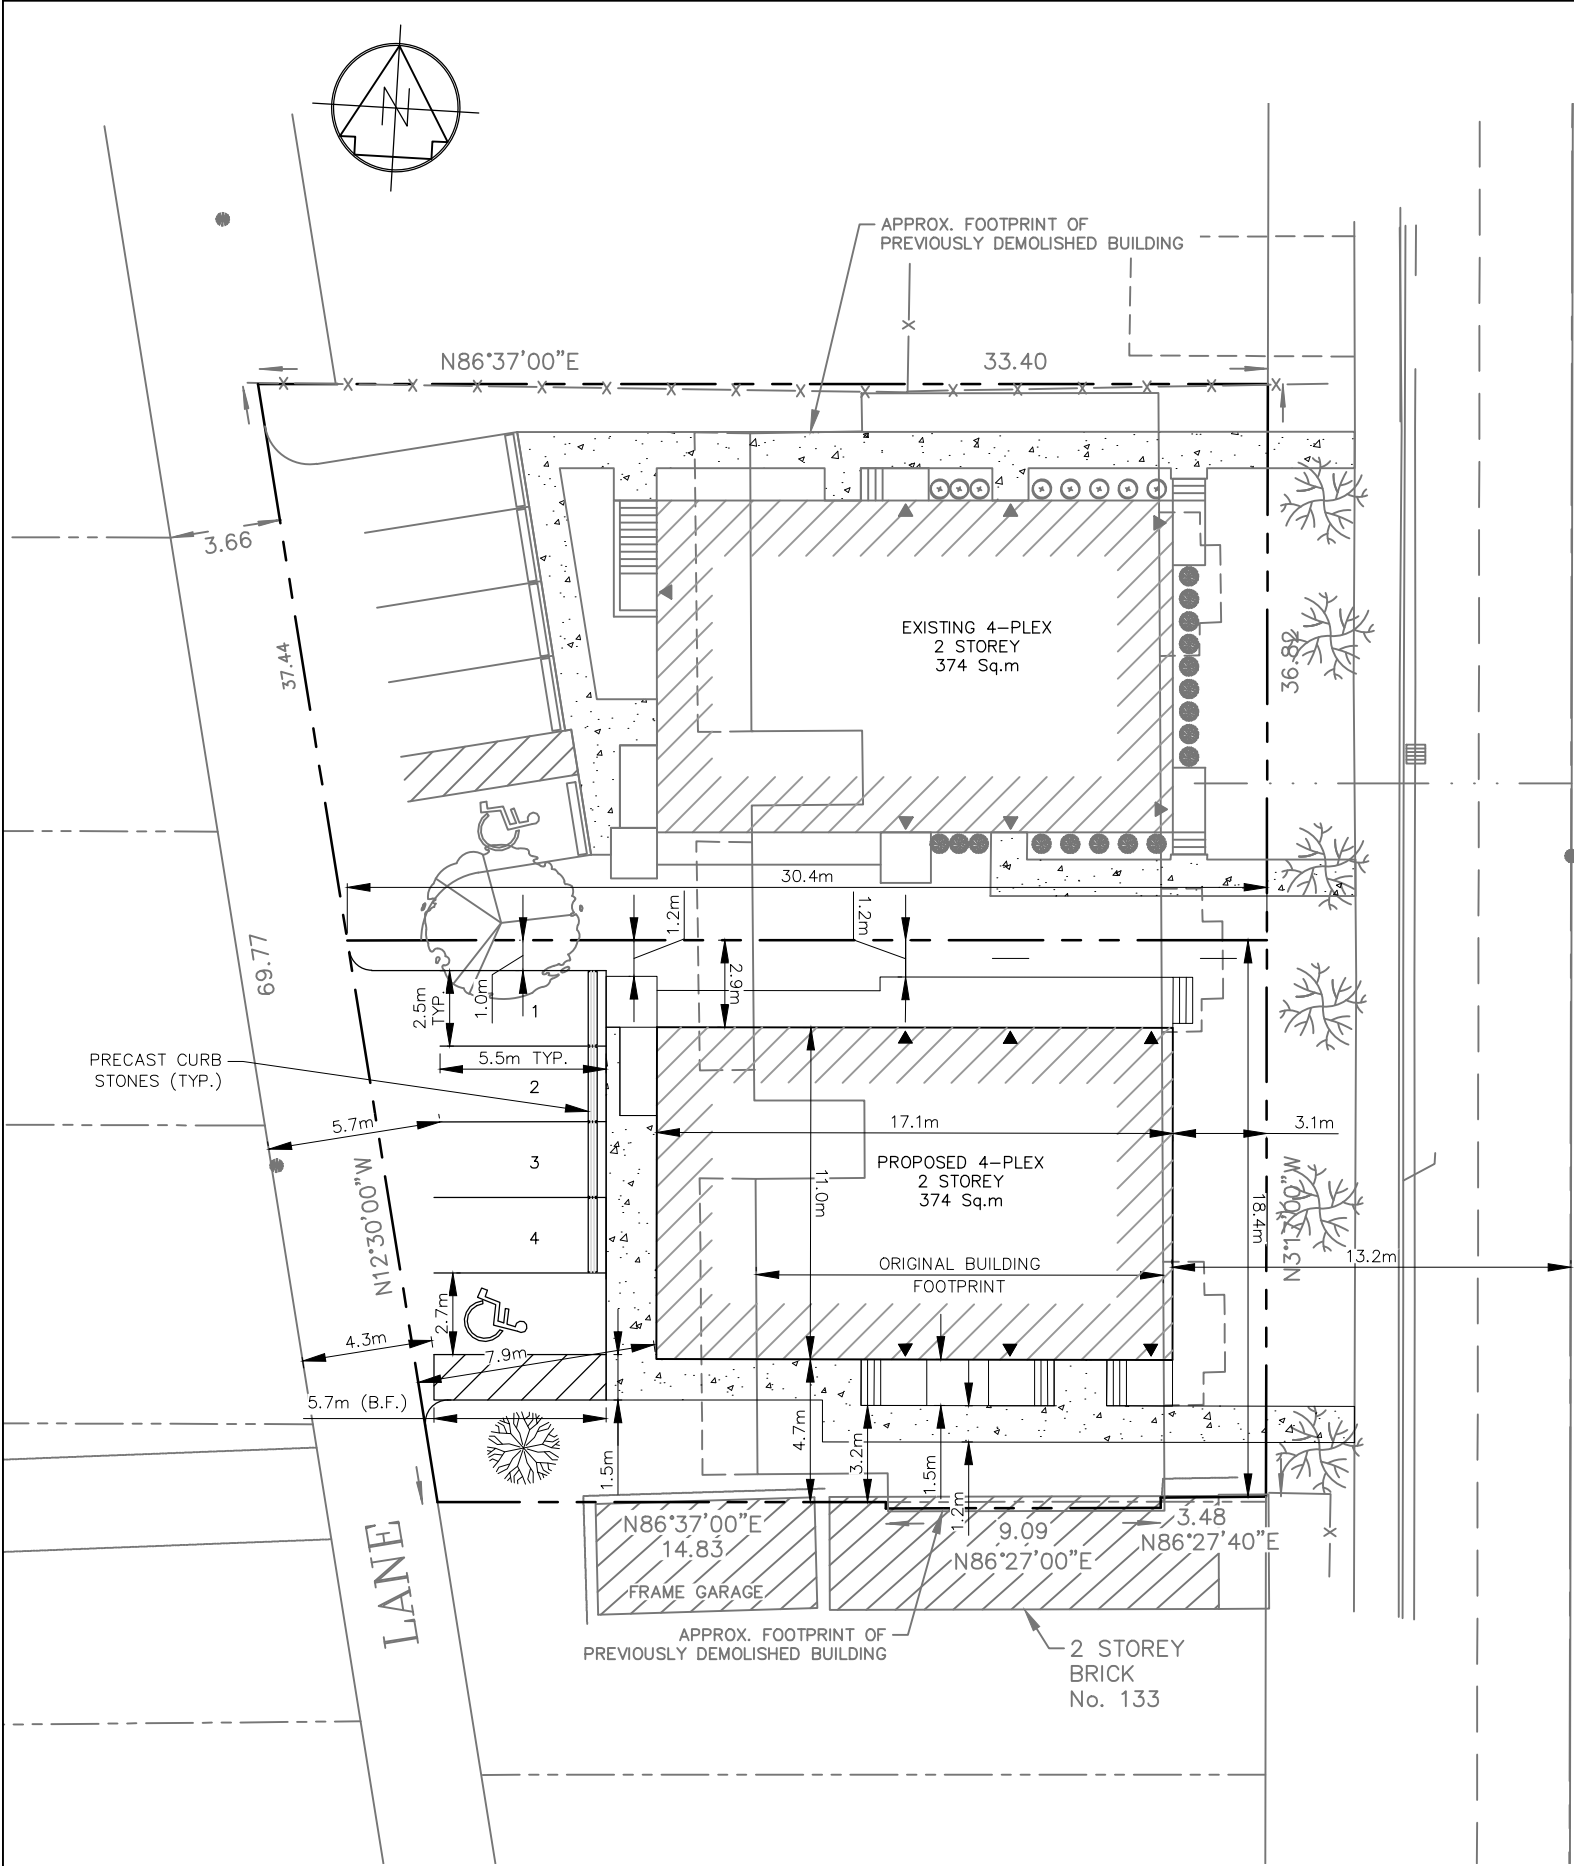 N
APPROX. FOOTPRINT OF
PREVIOUSLY DEMOLISHED BUILDING
X
N86°37'00"E
33.40
X X X X X X X X X X X X X X X X
3.66
37.44
EXISTING 4-PLEX
2 STOREY
374 Sq.m
36.82
30.4m
1.2m
1.2m
69.77
2.9m
2.5m
TYP.
1.0m
1
PRECAST CURB
STONES (TYP.)
5.5m TYP.
2
5.7m
17.1m
3.1m
3
PROPOSED 4-PLEX
2 STOREY
374 Sq.m
11.0m
18.4m
N12°30'00"W
N3°17'00"W
4
13.2m
ORIGINAL BUILDING
FOOTPRINT
2.7m
4.3m
7.9m
5.7m (B.F.)
4.7m
3.2m
1.5m
1.5m
1.2m
N86°37'00"E
14.83
FRAME GARAGE
9.09
N86°27'00"E
3.48
N86°27'40"E
X
LANE
APPROX. FOOTPRINT OF
PREVIOUSLY DEMOLISHED BUILDING
2 STOREY
BRICK
No. 133